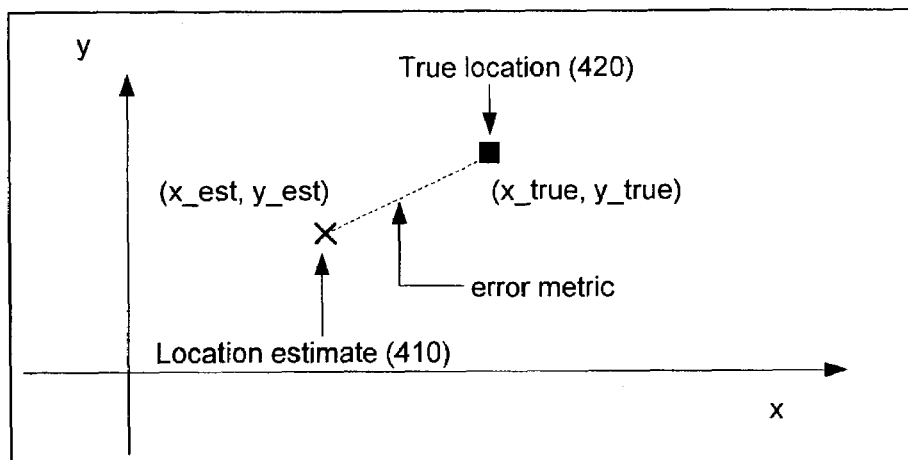 y
True location (420)
(x_est, y_est)
(x_true, y_true)
error metric
Location estimate (410)
x